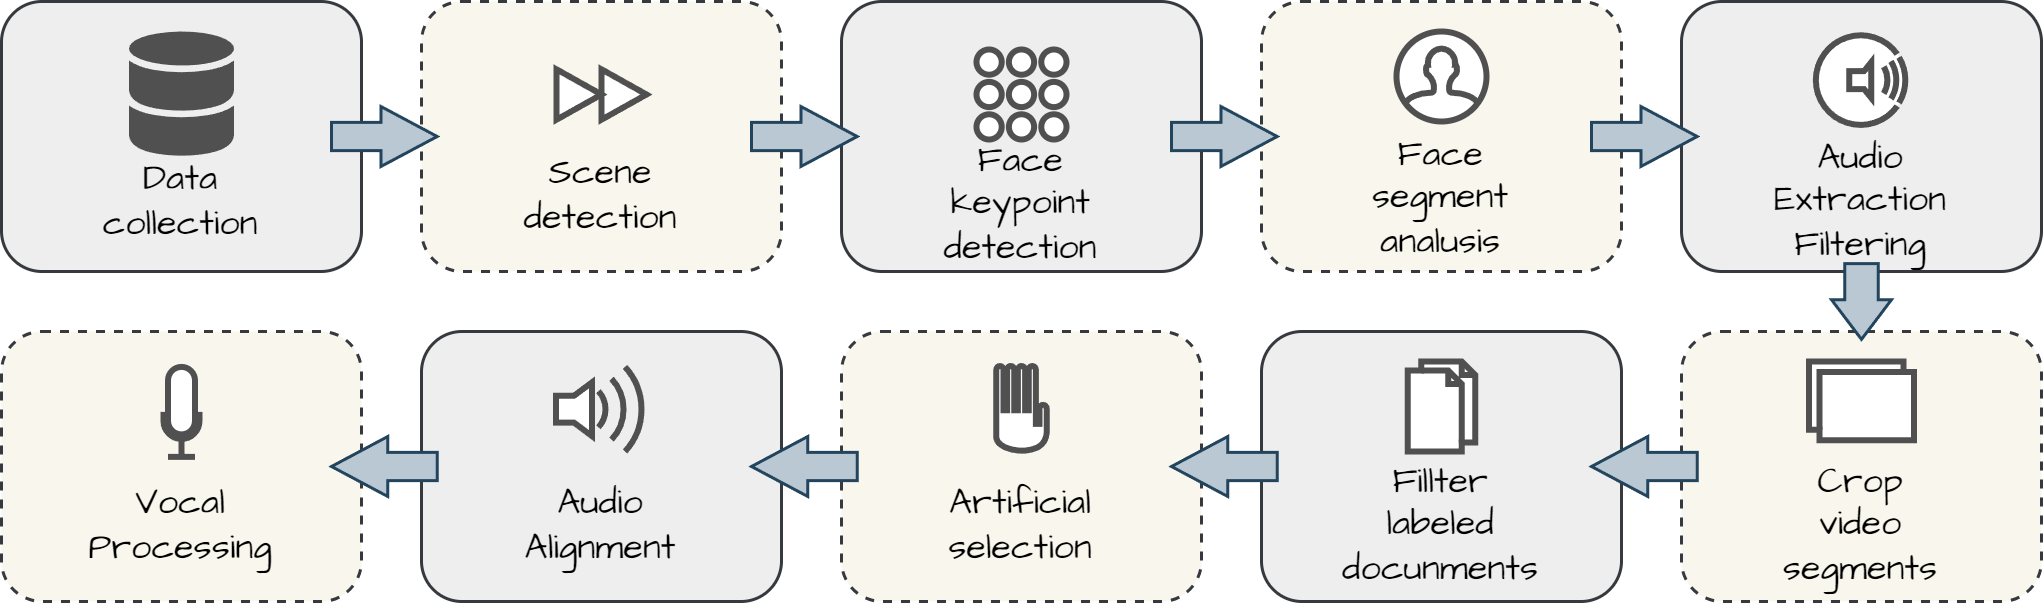 Data
collection
Scene
detection
Face
keypoint
detection
Face
segment
analusis
Audio
Extraction
Filtering
Crop
video
segments
Fillter
labeled
docunments
Artificial
selection
Audio
Alignment
Vocal
Processing